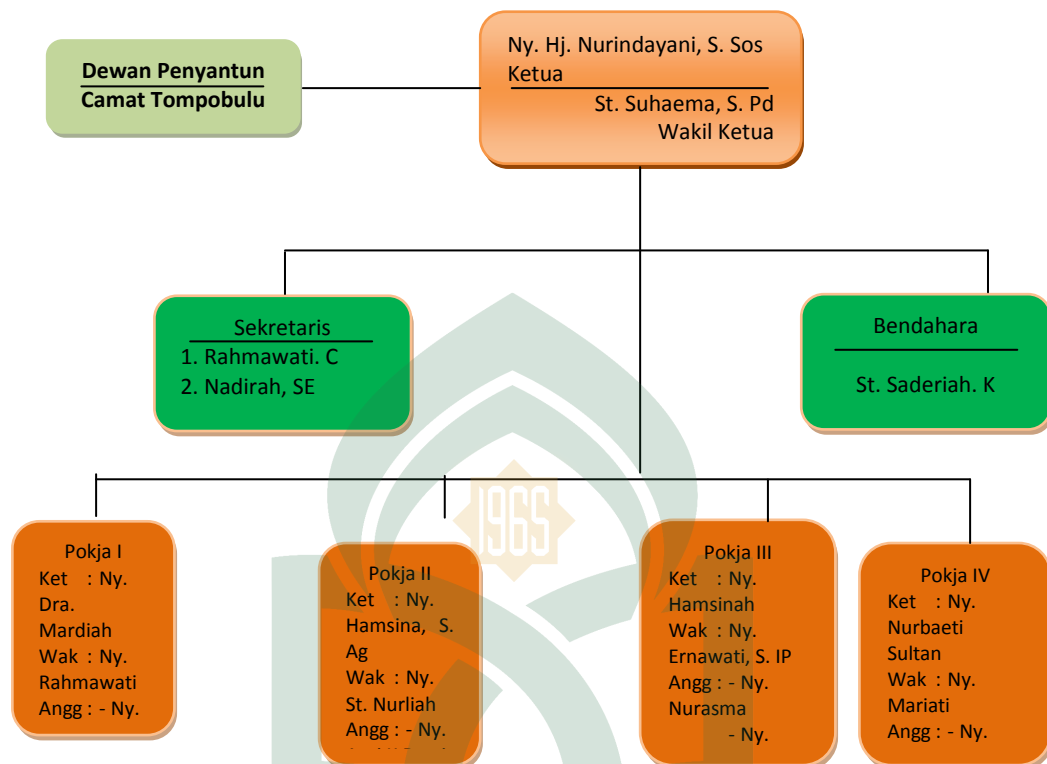 Dewan Penyantun
Camat Tompobulu
Ny. Hj. Nurindayani, S. Sos
Ketua
St. Suhaema, S. Pd
Wakil Ketua
Sekretaris
1. Rahmawati. C
2. Nadirah, SE
Bendahara
St. Saderiah. K
1965
Pokja I
Ket : Ny.
Dra.
Mardiah
Wak : Ny.
Rahmawati
Angg : - Ny.
Pokja II
Ket : Ny.
Hamsina, S.
Ag
Wak : Ny.
St. Nurliah
Angg : - Ny.
Pokja III
Ket : Ny.
Hamsinah
Wak : Ny.
Ernawati, S. IP
Angg : - Ny.
Nurasma
- Ny.
Pokja IV
Ket : Ny.
Nurbaeti
Sultan
Wak : Ny.
Mariati
Angg : - Ny.